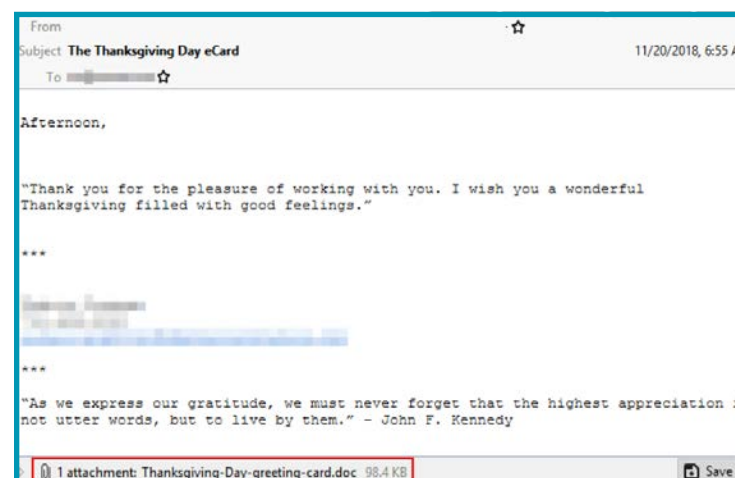 From
Subject The Thanksgiving Day eCard 11/20/2018, 6:55 A
To
Afternoon,
"Thank you for the pleasure of working with you. I wish you a wonderful
Thanksgiving filled with good feelings."
***
***
"As we express our gratitude, we must never forget that the highest appreciation
not utter words, but to live by them." - John F. Kennedy
1 attachment: Thanksgiving-Day-greeting-card.doc 98.4 KB Save